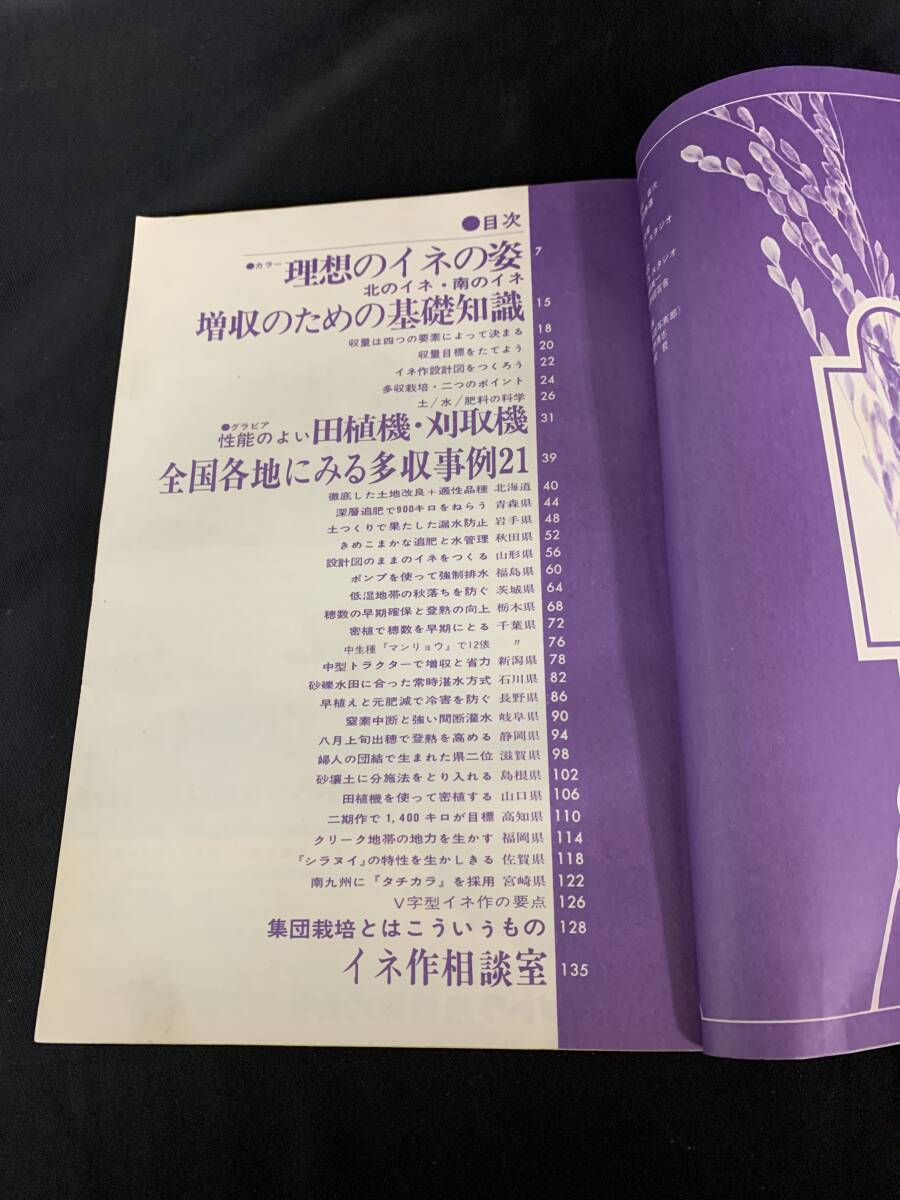 ●目次
●カラー 理想のイネの姿 7
北のイネ・南のイネ
増収のための基礎知識 15
収量は四つの要素によって決まる 18
収量目標をたてよう 20
イネ作設計図をつくろう 22
多収栽培・二つのポイント 24
土/水/肥料の科学 26
●グラビア
性能のよい田植機・刈取機 31
全国各地にみる多収事例21 39
徹底した土地改良+適性品種 北海道 40
深層追肥で900キロをねらう 青森県 44
土つくりで果たした漏水防止 岩手県 48
きめこまかな追肥と水管理 秋田県 52
設計図のままのイネをつくる 山形県 56
ポンプを使って強制排水 福島県 60
低湿地帯の秋落ちを防ぐ 茨城県 64
穂数の早期確保と登熟の向上 栃木県 68
密植で穂数を早期にとる 千葉県 72
中生種『マンリョウ』で12俵 〃 76
中型トラクターで増収と省力 新潟県 78
砂礫水田に合った常時湛水方式 石川県 82
早植えと元肥減で冷害を防ぐ 長野県 86
窒素中断と強い間断灌水 岐阜県 90
八月上旬出穂で登熟を高める 静岡県 94
婦人の団結で生まれた県二位 滋賀県 98
砂壌土に分施法をとり入れる 島根県 102
田植機を使って密植する 山口県 106
二期作で1,400キロが目標 高知県 110
クリーク地帯の地力を生かす 福岡県 114
『シラヌイ』の特性を生かしきる 佐賀県 118
南九州に『タチカラ』を採用 宮崎県 122
V字型イネ作の要点 126
集団栽培とはこういうもの 128
イネ作相談室 135
スタジオ
スタジオ